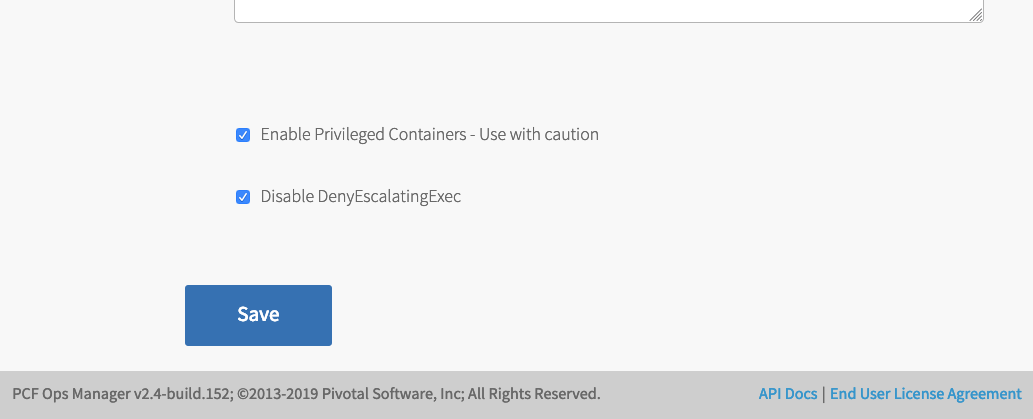 Enable Privileged Containers - Use with caution
Disable DenyEscalatingExec
Save
PCF Ops Manager v2.4-build.152; ©2013-2019 Pivotal Software, Inc; All Rights Reserved. API Docs | End User License Agreement